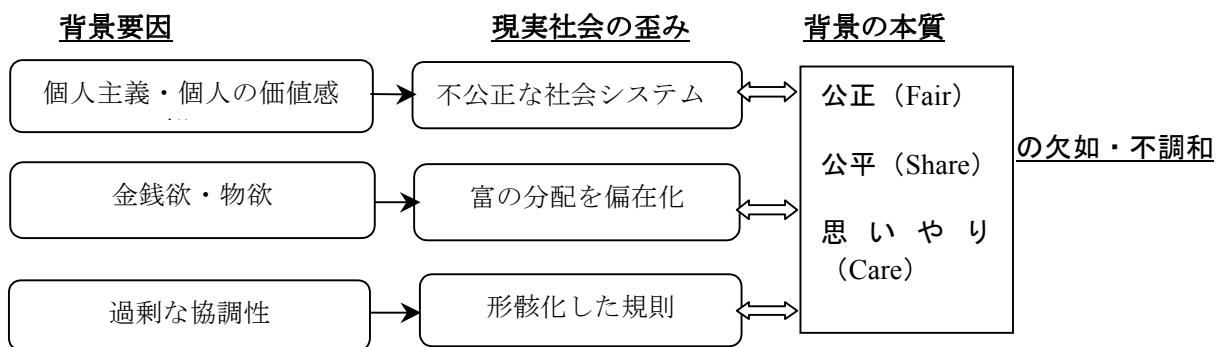 背景要因
現実社会の歪み
背景の本質
個人主義・個人の価値感
不公正な社会システム
公正（Fair）
の欠如・不調和
公平（Share）
金銭欲・物欲
富の分配を偏在化
思いやり
（Care）
過剰な協調性
形骸化した規則